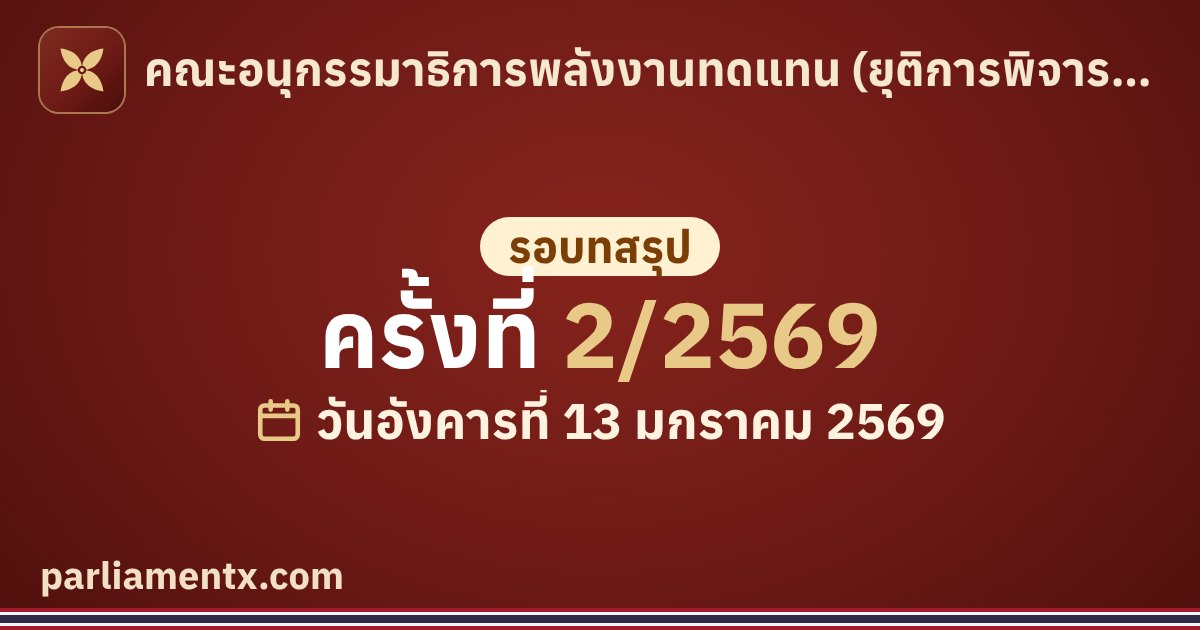 คณะอนุกรรมาธิการพลังงานทดแทน (ยุติการพิจาร...
รอบทสรุป
ครั้งที่ 2/2569
วันอังคารที่ 13 มกราคม 2569
parliamentx.com